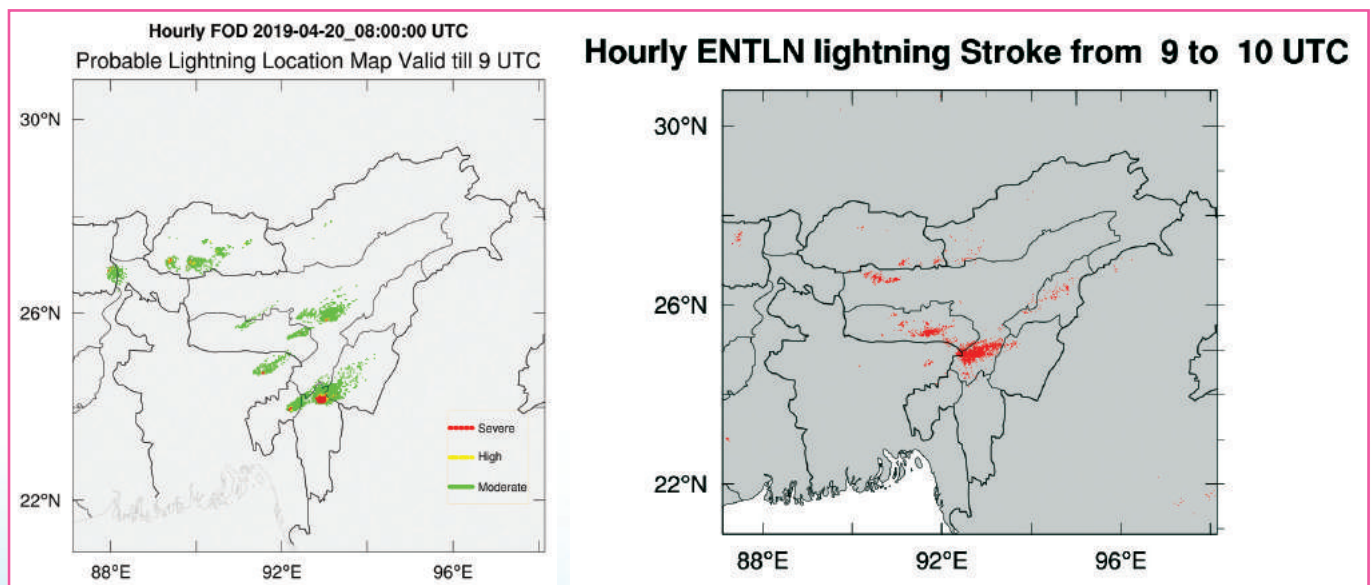 Hourly FOD 2019-04-20_08:00:00 UTC
Probable Lightning Location Map Valid till 9 UTC
30°N
26°N
22°N
88°E
92°E
96°E
Severe
High
Moderate
Hourly ENTLN lightning Stroke from 9 to 10 UTC
30°N
26°N
22°N
88°E
92°E
96°E